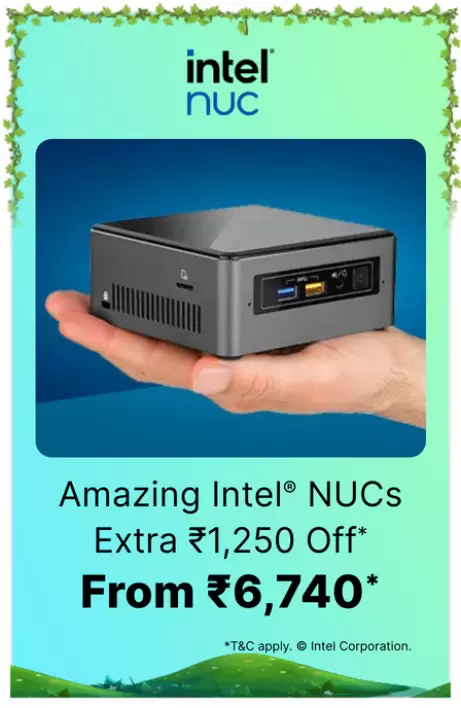 intel®
nuc
Amazing Intel® NUCs
Extra ₹1,250 Off*
From ₹6,740*
*T&C apply. © Intel Corporation.